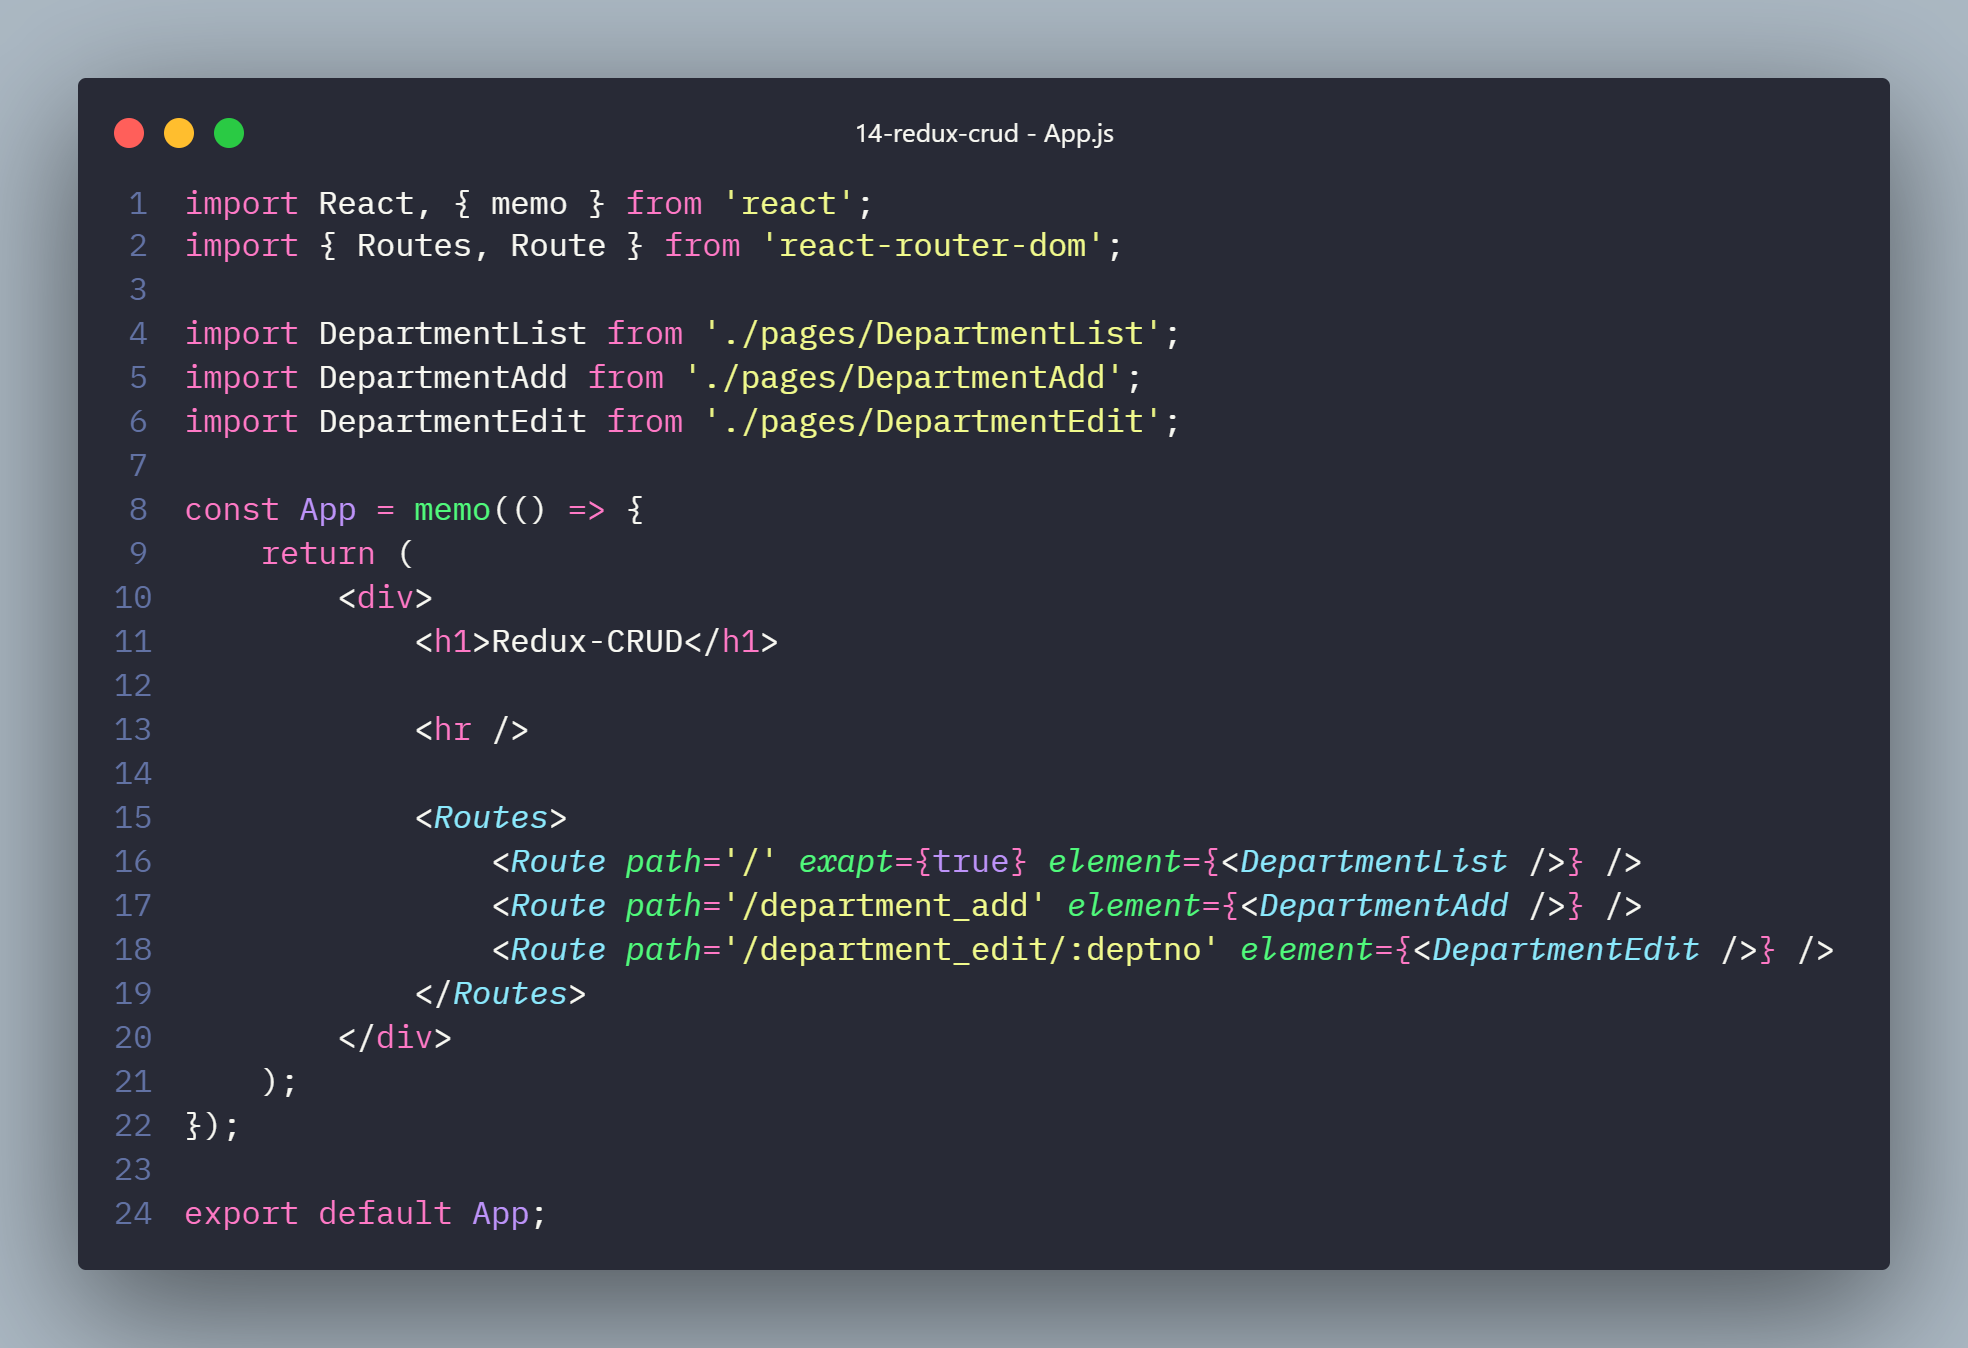 14-redux-crud - App.js
1 import React, { memo } from 'react';
2 import { Routes, Route } from 'react-router-dom';
3
4 import DepartmentList from './pages/DepartmentList';
5 import DepartmentAdd from './pages/DepartmentAdd';
6 import DepartmentEdit from './pages/DepartmentEdit';
7
8 const App = memo(() => {
9     return (
10         <div>
11             <h1>Redux-CRUD</h1>
12
13             <hr />
14
15             <Routes>
16                 <Route path='/' exapt={true} element={<DepartmentList />} />
17                 <Route path='/department_add' element={<DepartmentAdd />} />
18                 <Route path='/department_edit/:deptno' element={<DepartmentEdit />} />
19             </Routes>
20         </div>
21     );
22 });
23
24 export default App;